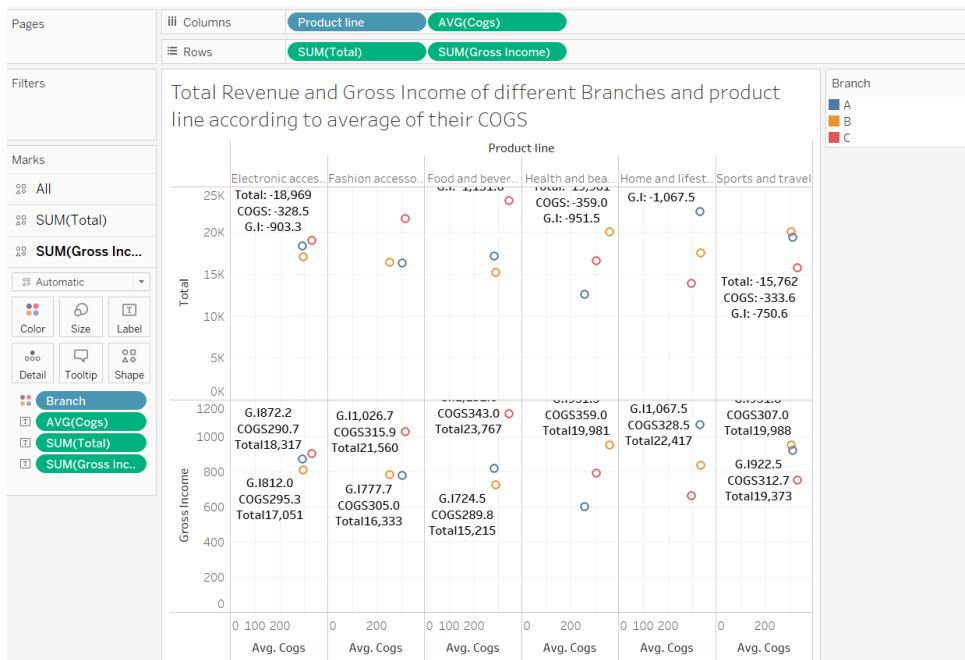 Pages
iii Columns
Product line
AVG(Cogs)
Rows
SUM(Total)
SUM(Gross Income)
Filters
Marks
All
SUM(Total)
SUM(Gross Inc...
Automatic
Color
Size
Label
Detail
Tooltip
Shape
Branch
AVG(Cogs)
SUM(Total)
SUM(Gross Inc..
Total Revenue and Gross Income of different Branches and product
line according to average of their COGS
Product line
Electronic acces..
Fashion accesso..
Food and bever..
Health and bea..
Home and lifest..
Sports and travel
Total
25K
20K
15K
10K
5K
0K
Total: -18,969
COGS: -328.5
G.I: -903.3
COGS: -359.0
G.I: -951.5
G.I: -1,067.5
Total: -15,762
COGS: -333.6
G.I: -750.6
Gross Income
1200
1000
800
600
400
200
0
G.I872.2
COGS290.7
Total18,317
G.I812.0
COGS295.3
Total17,051
G.I1,026.7
COGS315.9
Total21,560
G.I777.7
COGS305.0
Total16,333
COGS343.0
Total23,767
G.I724.5
COGS289.8
Total15,215
COGS359.0
Total19,981
G.I1,067.5
COGS328.5
Total22,417
COGS307.0
Total19,988
G.I922.5
COGS312.7
Total19,373
0 100 200
0 200
0 100 200
0 200
0 100 200
0 200
Avg. Cogs
Avg. Cogs
Avg. Cogs
Avg. Cogs
Avg. Cogs
Avg. Cogs
Branch
A
B
C